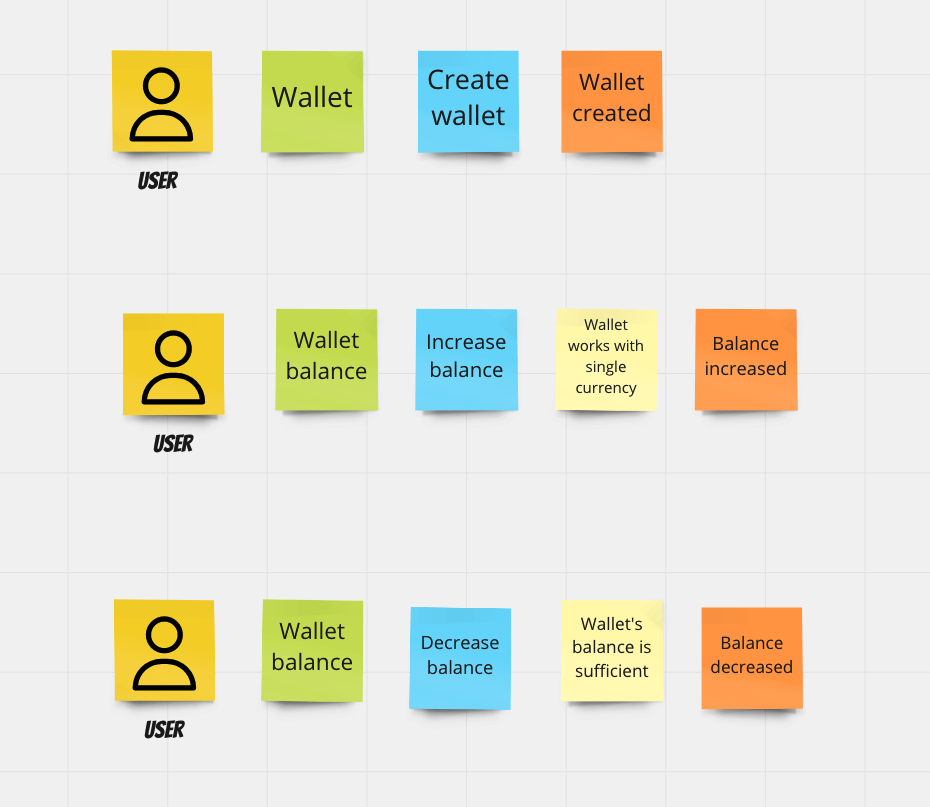 Wallet
Create
wallet
Wallet
created
USER
Wallet
balance
Increase
balance
Wallet
works with
single
currency
Balance
increased
USER
Wallet
balance
Decrease
balance
Wallet's
balance is
sufficient
Balance
decreased
USER